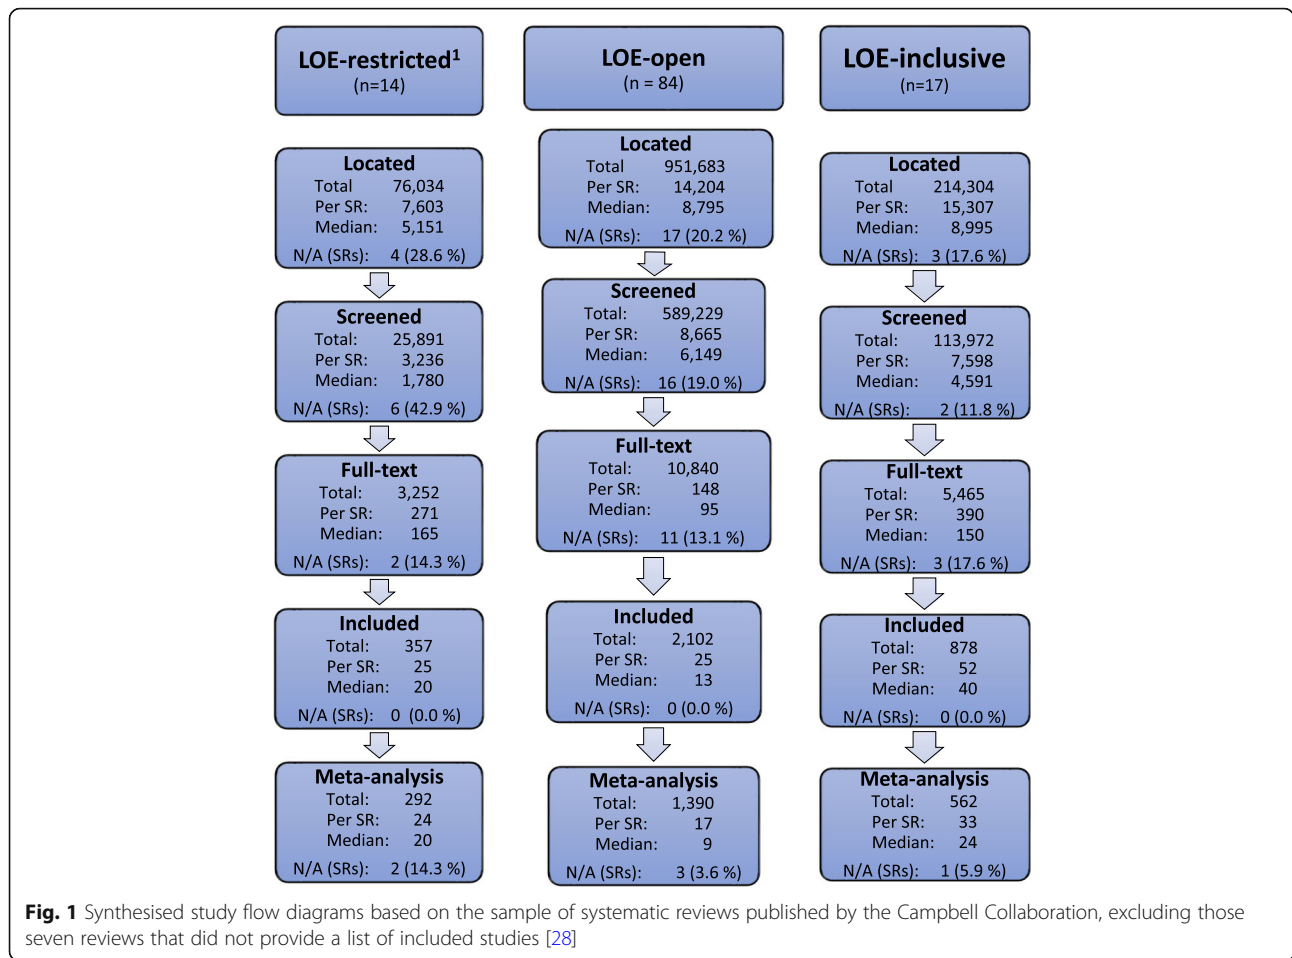 LOE-restricted1
(n=14)
Located
Total 76,034
Per SR: 7,603
Median: 5,151
N/A (SRs): 4 (28.6 %)
Screened
Total: 25,891
Per SR: 3,236
Median: 1,780
N/A (SRs): 6 (42.9 %)
Full-text
Total: 3,252
Per SR: 271
Median: 165
N/A (SRs): 2 (14.3 %)
Included
Total: 357
Per SR: 25
Median: 20
N/A (SRs): 0 (0.0 %)
Meta-analysis
Total: 292
Per SR: 24
Median: 20
N/A (SRs): 2 (14.3 %)
LOE-open
(n = 84)
Located
Total 951,683
Per SR: 14,204
Median: 8,795
N/A (SRs): 17 (20.2 %)
Screened
Total: 589,229
Per SR: 8,665
Median: 6,149
N/A (SRs): 16 (19.0 %)
Full-text
Total: 10,840
Per SR: 148
Median: 95
N/A (SRs): 11 (13.1 %)
Included
Total: 2,102
Per SR: 25
Median: 13
N/A (SRs): 0 (0.0 %)
Meta-analysis
Total: 1,390
Per SR: 17
Median: 9
N/A (SRs): 3 (3.6 %)
LOE-inclusive
(n=17)
Located
Total 214,304
Per SR: 15,307
Median: 8,995
N/A (SRs): 3 (17.6 %)
Screened
Total: 113,972
Per SR: 7,598
Median: 4,591
N/A (SRs): 2 (11.8 %)
Full-text
Total: 5,465
Per SR: 390
Median: 150
N/A (SRs): 3 (17.6 %)
Included
Total: 878
Per SR: 52
Median: 40
N/A (SRs): 0 (0.0 %)
Meta-analysis
Total: 562
Per SR: 33
Median: 24
N/A (SRs): 1 (5.9 %)
Fig. 1 Synthesised study flow diagrams based on the sample of systematic reviews published by the Campbell Collaboration, excluding those
seven reviews that did not provide a list of included studies [28]